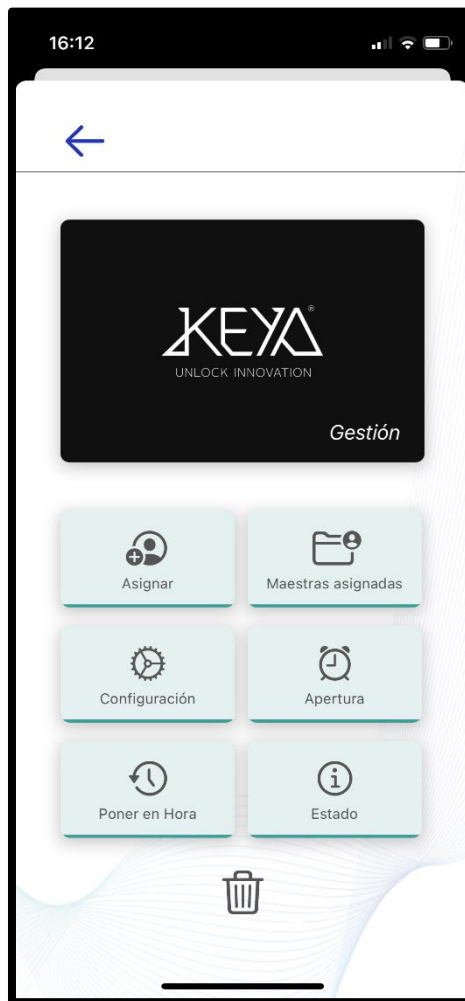 16:12
KEYA®
UNLOCK INNOVATION
Gestión
Asignar
Maestras asignadas
Configuración
Apertura
Poner en Hora
Estado